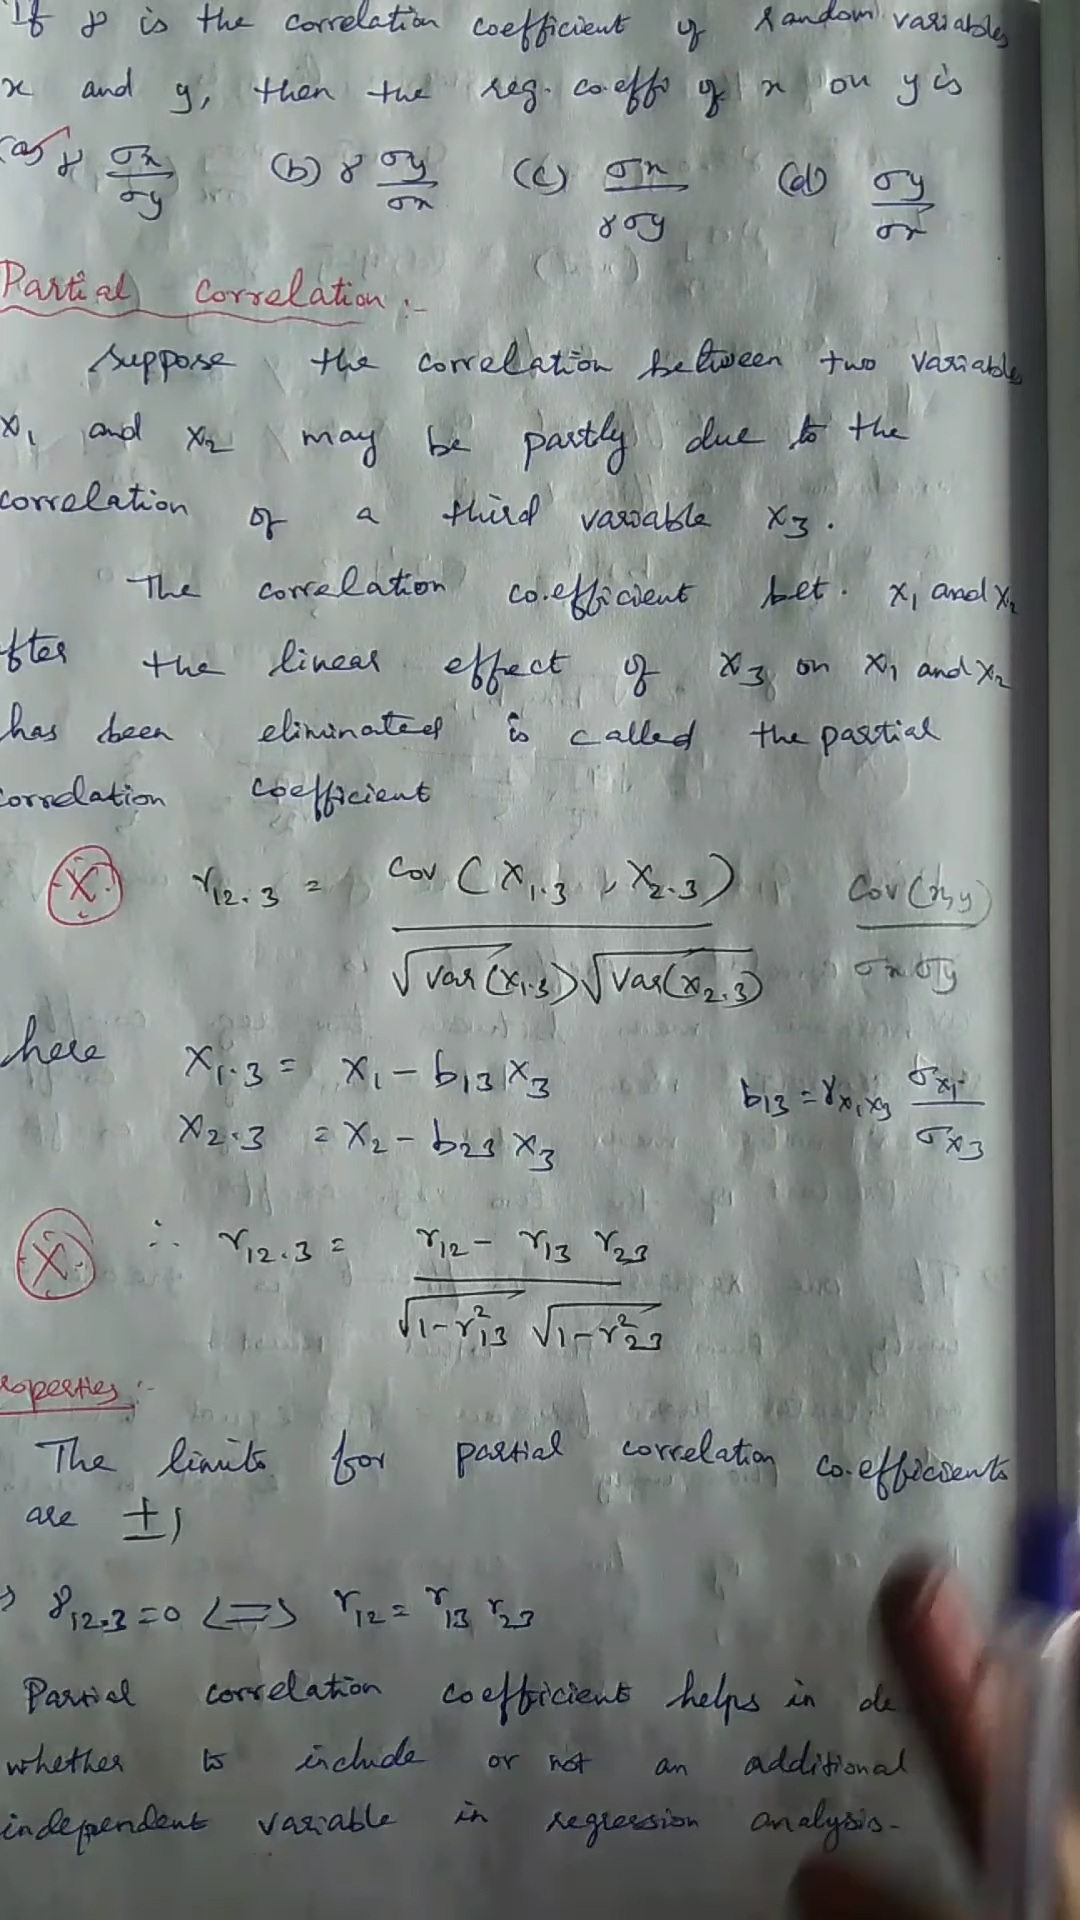 If γ is the correlation coefficient of random variables
x and y, then the reg. co.effi of x on y is
(a) γ σx/σy (b) γ σy/σx (c) σx/γσy (d) σy/σx
Partial Correlation :-
Suppose the correlation between two variables
X1 and X2 may be partly due to the
correlation of a third variable X3.
The correlation co.efficient bet. X1 and X2
fter the linear effect of X3 on X1 and X2
has been eliminated is called the partial
correlation coefficient
X r12.3 = Cov (X1.3, X2.3) / √Var(X1.3) √Var(X2.3) Cov(x,y) / σx σy
here X1.3 = X1 - b13 X3 b13 = γx1x3 σx1/σx3
X2.3 = X2 - b23 X3
X ∴ r12.3 = r12 - r13 r23 / √1-r²13 √1-r²23
roperties :-
The limits for partial correlation co.efficients
are ±1
γ12.3=0 <=> r12 = r13 r23
Partial correlation coefficient helps in de
whether to include or not an additional
independent variable in regression analysis.